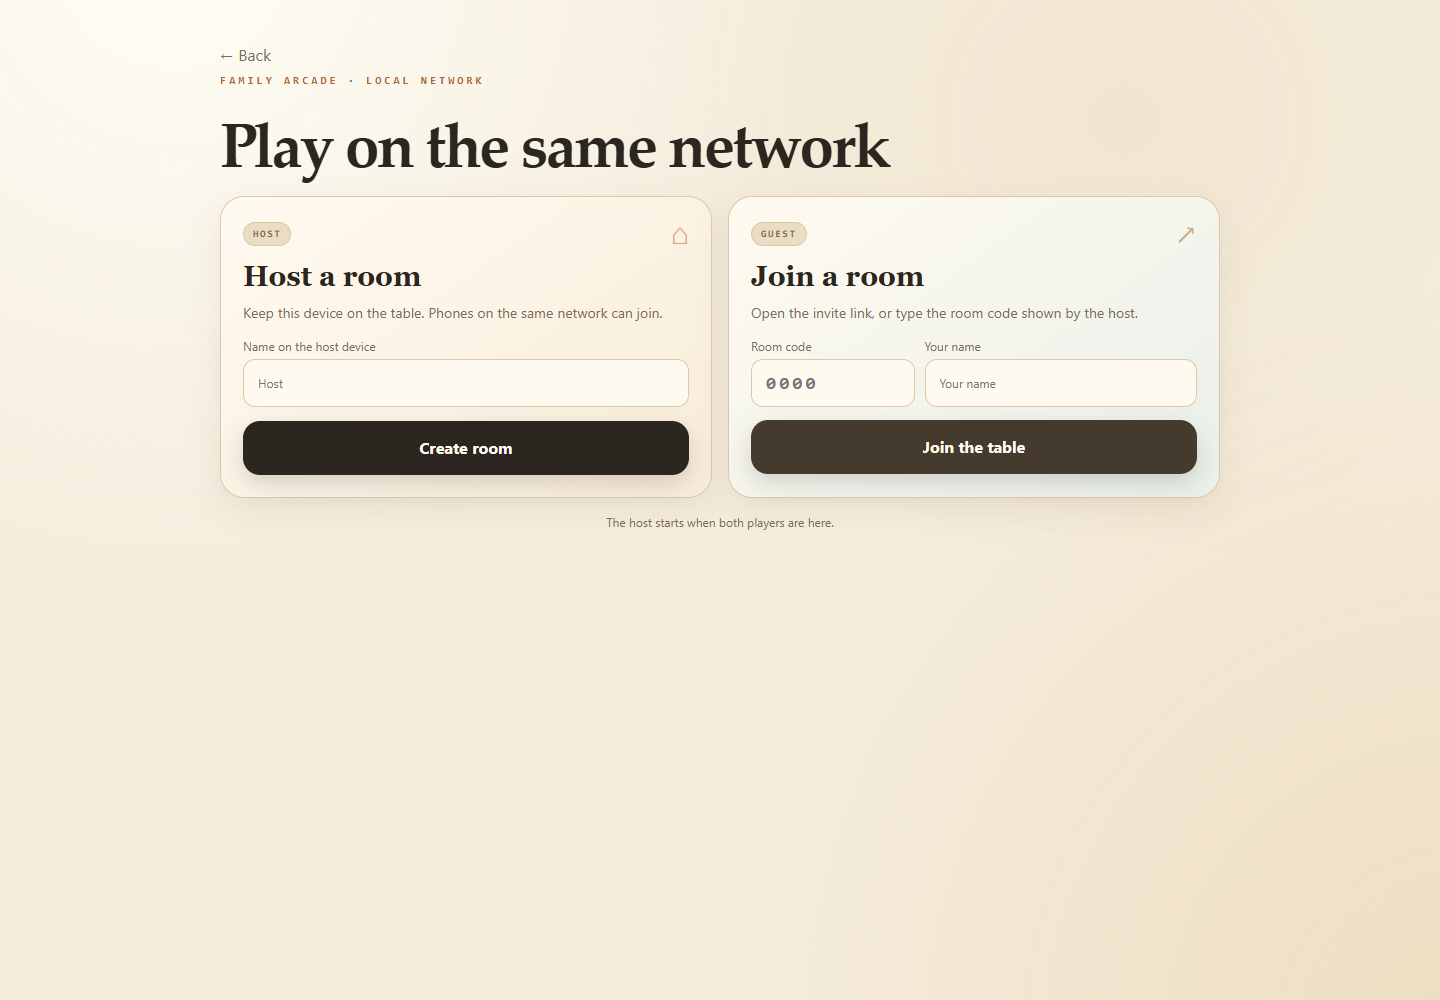 ← Back
FAMILY ARCADE · LOCAL NETWORK
Play on the same network
HOST
Host a room
Keep this device on the table. Phones on the same network can join.
Name on the host device
Host
Create room
GUEST
Join a room
Open the invite link, or type the room code shown by the host.
Room code Your name
0000 Your name
Join the table
The host starts when both players are here.